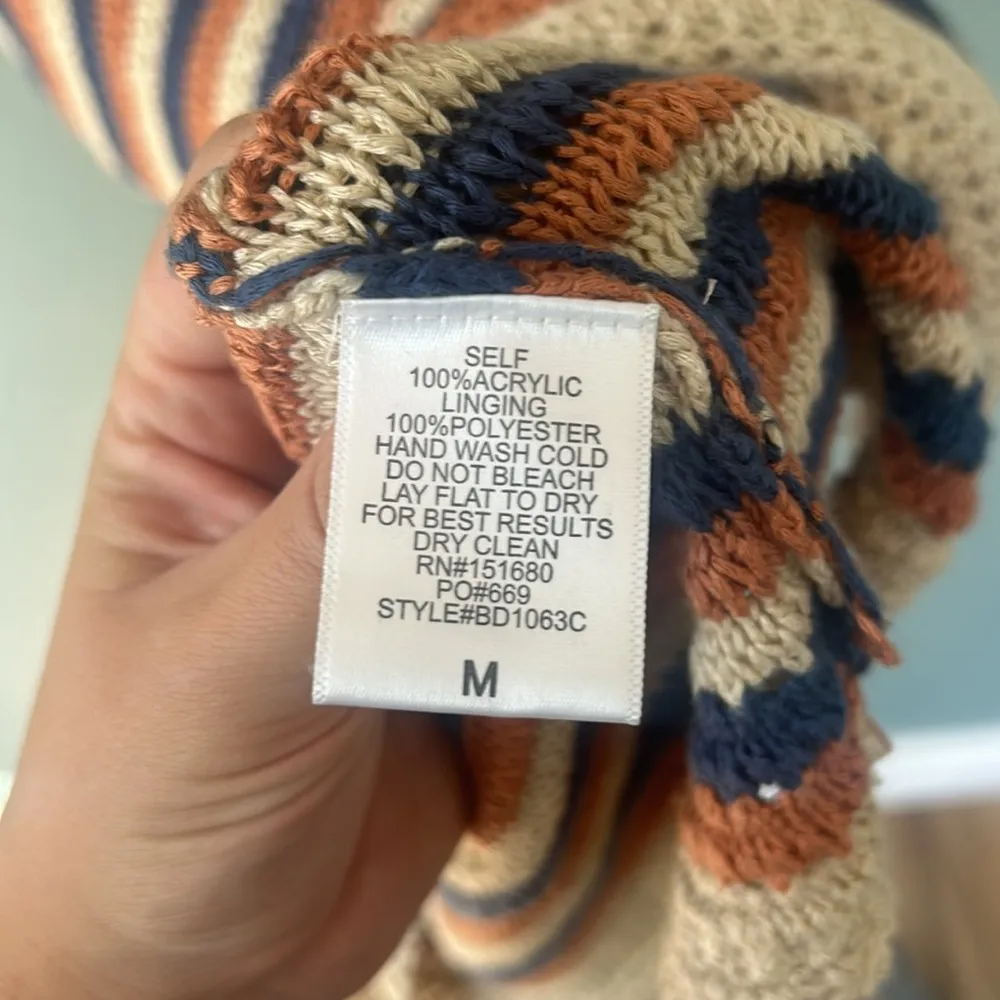 SELF
100%ACRYLIC
LINGING
100%POLYESTER
HAND WASH COLD
DO NOT BLEACH
LAY FLAT TO DRY
FOR BEST RESULTS
DRY CLEAN
RN#151680
PO#669
STYLE#BD1063C
M